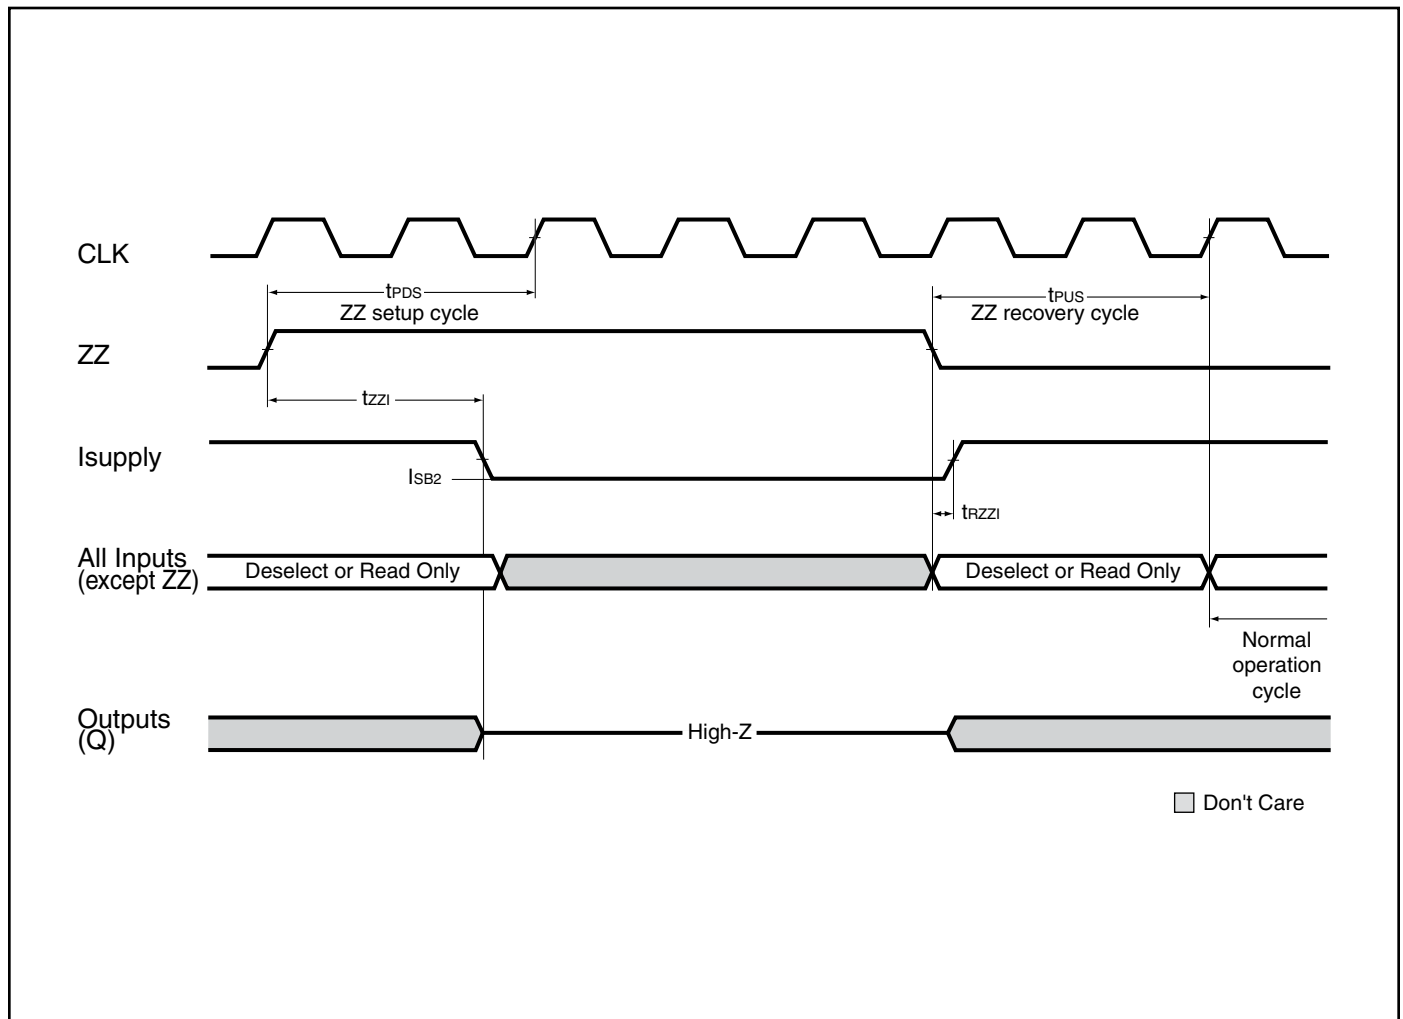 CLK
tPDS
ZZ setup cycle
tPUS
ZZ recovery cycle
ZZ
tZZI
Isupply
ISB2
tRZZI
All Inputs
(except ZZ)
Deselect or Read Only
Deselect or Read Only
Normal
operation
cycle
Outputs
(Q)
High-Z
Don't Care